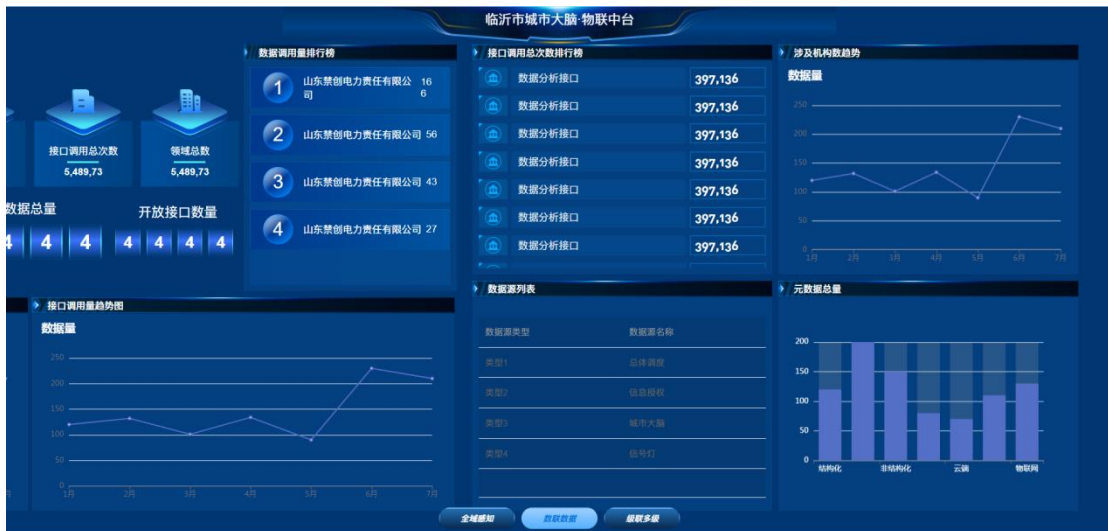 临沂市城市大脑·物联中台
接口调用总次数
5,489,73
领域总数
5,489,73
数据总量
4 4 4
开放接口数量
4 4 4 4
数据调用量排行榜
1 山东禁创电力责任有限公司 166
2 山东禁创电力责任有限公司 56
3 山东禁创电力责任有限公司 43
4 山东禁创电力责任有限公司 27
接口调用总次数排行榜
数据分析接口 397,136
数据分析接口 397,136
数据分析接口 397,136
数据分析接口 397,136
数据分析接口 397,136
数据分析接口 397,136
数据分析接口 397,136
涉及机构数趋势
数据量
250
200
150
100
50
0
1月 2月 3月 4月 5月 6月 7月
接口调用量趋势图
数据量
250
200
150
100
50
0
1月 2月 3月 4月 5月 6月 7月
数据源列表
数据源类型 数据源名称
类型1 总体调度
类型2 信息授权
类型3 城市大脑
类型4 信号灯
元数据总量
200
150
100
50
0
结构化 非结构化 云端 物联网
全域感知 数联数据 级联多级